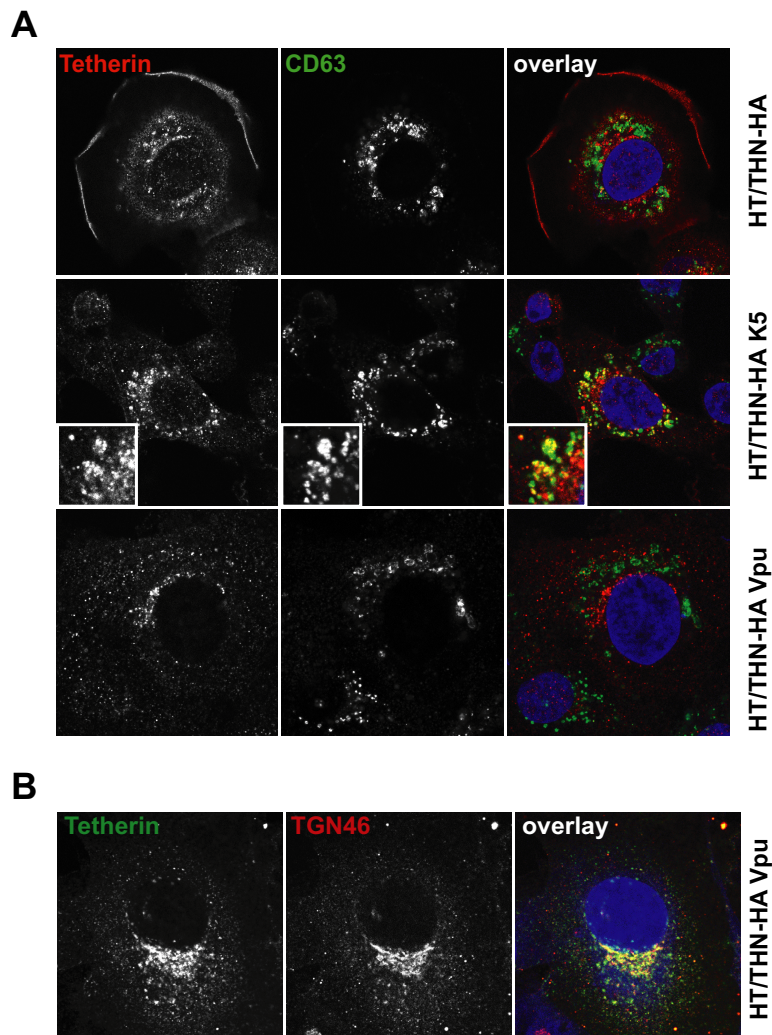 A
Tetherin
CD63
overlay
HT/THN-HA
HT/THN-HA K5
HT/THN-HA Vpu
B
Tetherin
TGN46
overlay
HT/THN-HA Vpu